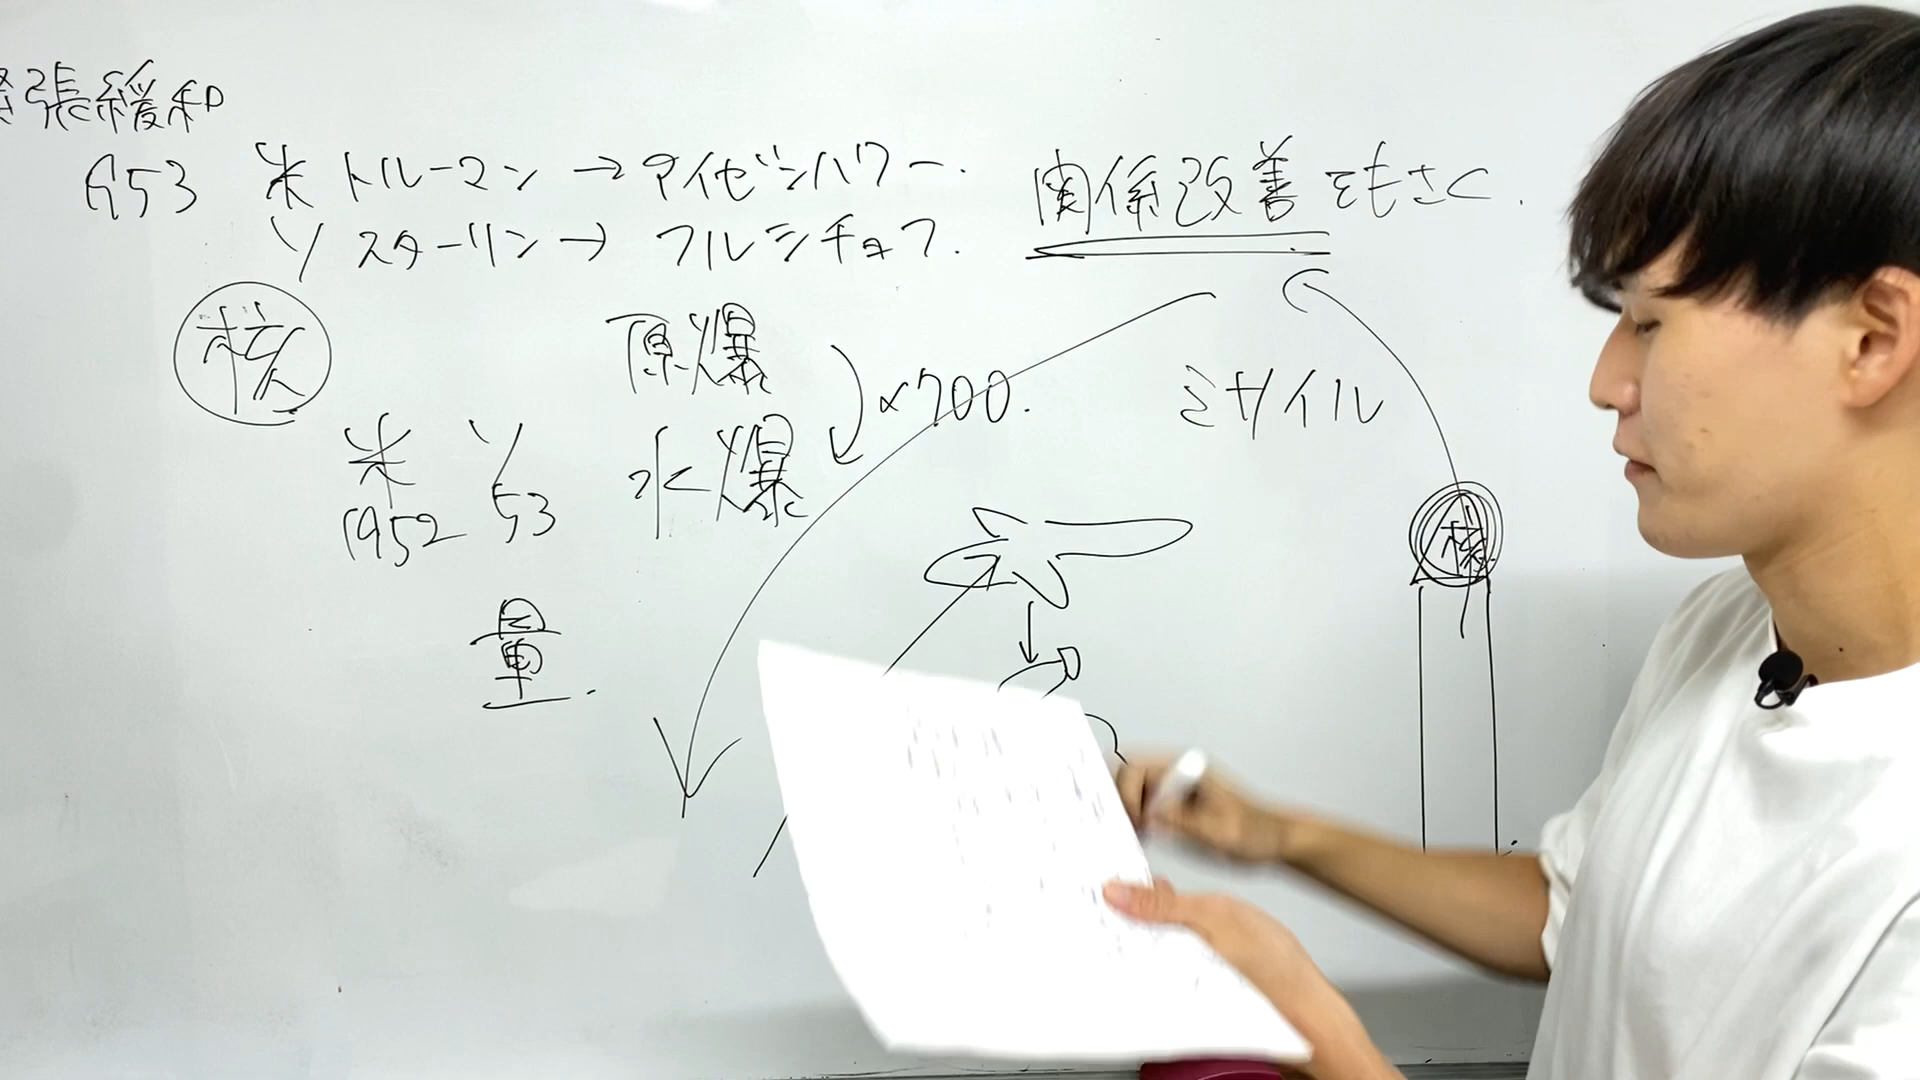 緊張緩和
1953 米 トルーマン → アイゼンハワー.
ソ スターリン → フルシチョフ.
関係改善をもさく.
核
原爆
×700.
水爆
米 ソ
1952 53
量.
ミサイル
核